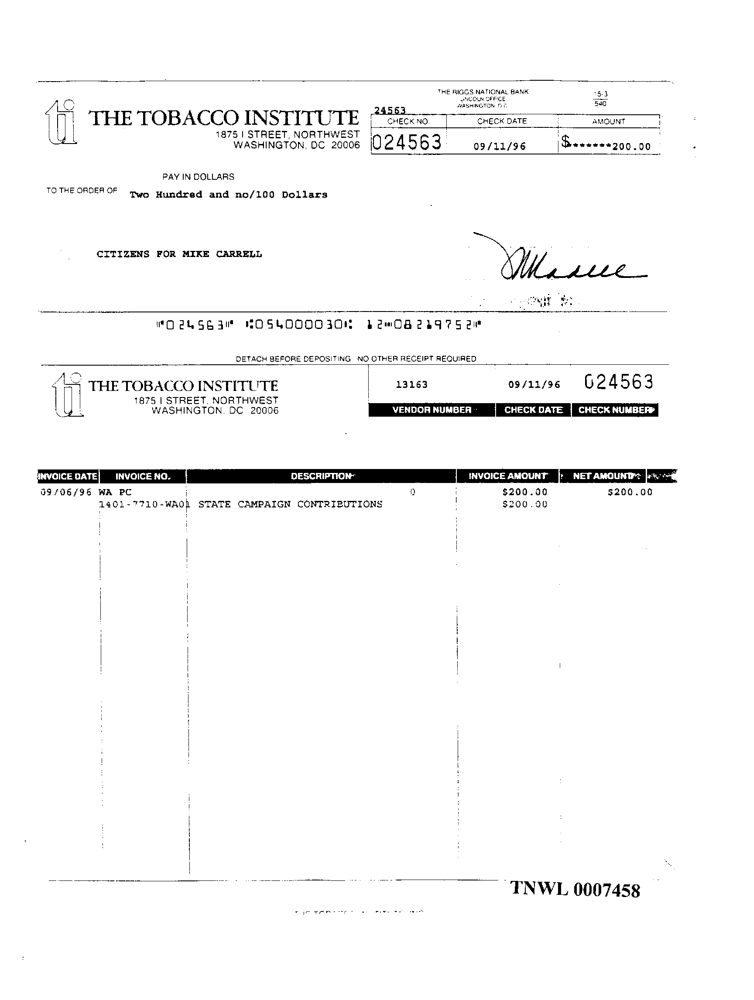 THE RIGGS NATIONAL BANK
LINCOLN OFFICE
WASHINGTON, D.C.
15-3
540
ti THE TOBACCO INSTITUTE
1875 I STREET, NORTHWEST
WASHINGTON, DC 20006
24563
CHECK NO. CHECK DATE AMOUNT
024563 09/11/96 $******200.00
PAY IN DOLLARS
TO THE ORDER OF Two Hundred and no/100 Dollars
CITIZENS FOR MIKE CARRELL
⑈024563⑈ ⑆054000030⑆ 12⑉08219752⑈
DETACH BEFORE DEPOSITING NO OTHER RECEIPT REQUIRED
ti THE TOBACCO INSTITUTE
1875 I STREET, NORTHWEST
WASHINGTON, DC 20006
13163 09/11/96 024563
VENDOR NUMBER CHECK DATE CHECK NUMBER
INVOICE DATE INVOICE NO. DESCRIPTION INVOICE AMOUNT NET AMOUNT
09/06/96 WA PC 0 $200.00 $200.00
1401-7710-WA01 STATE CAMPAIGN CONTRIBUTIONS $200.00
TNWL 0007458